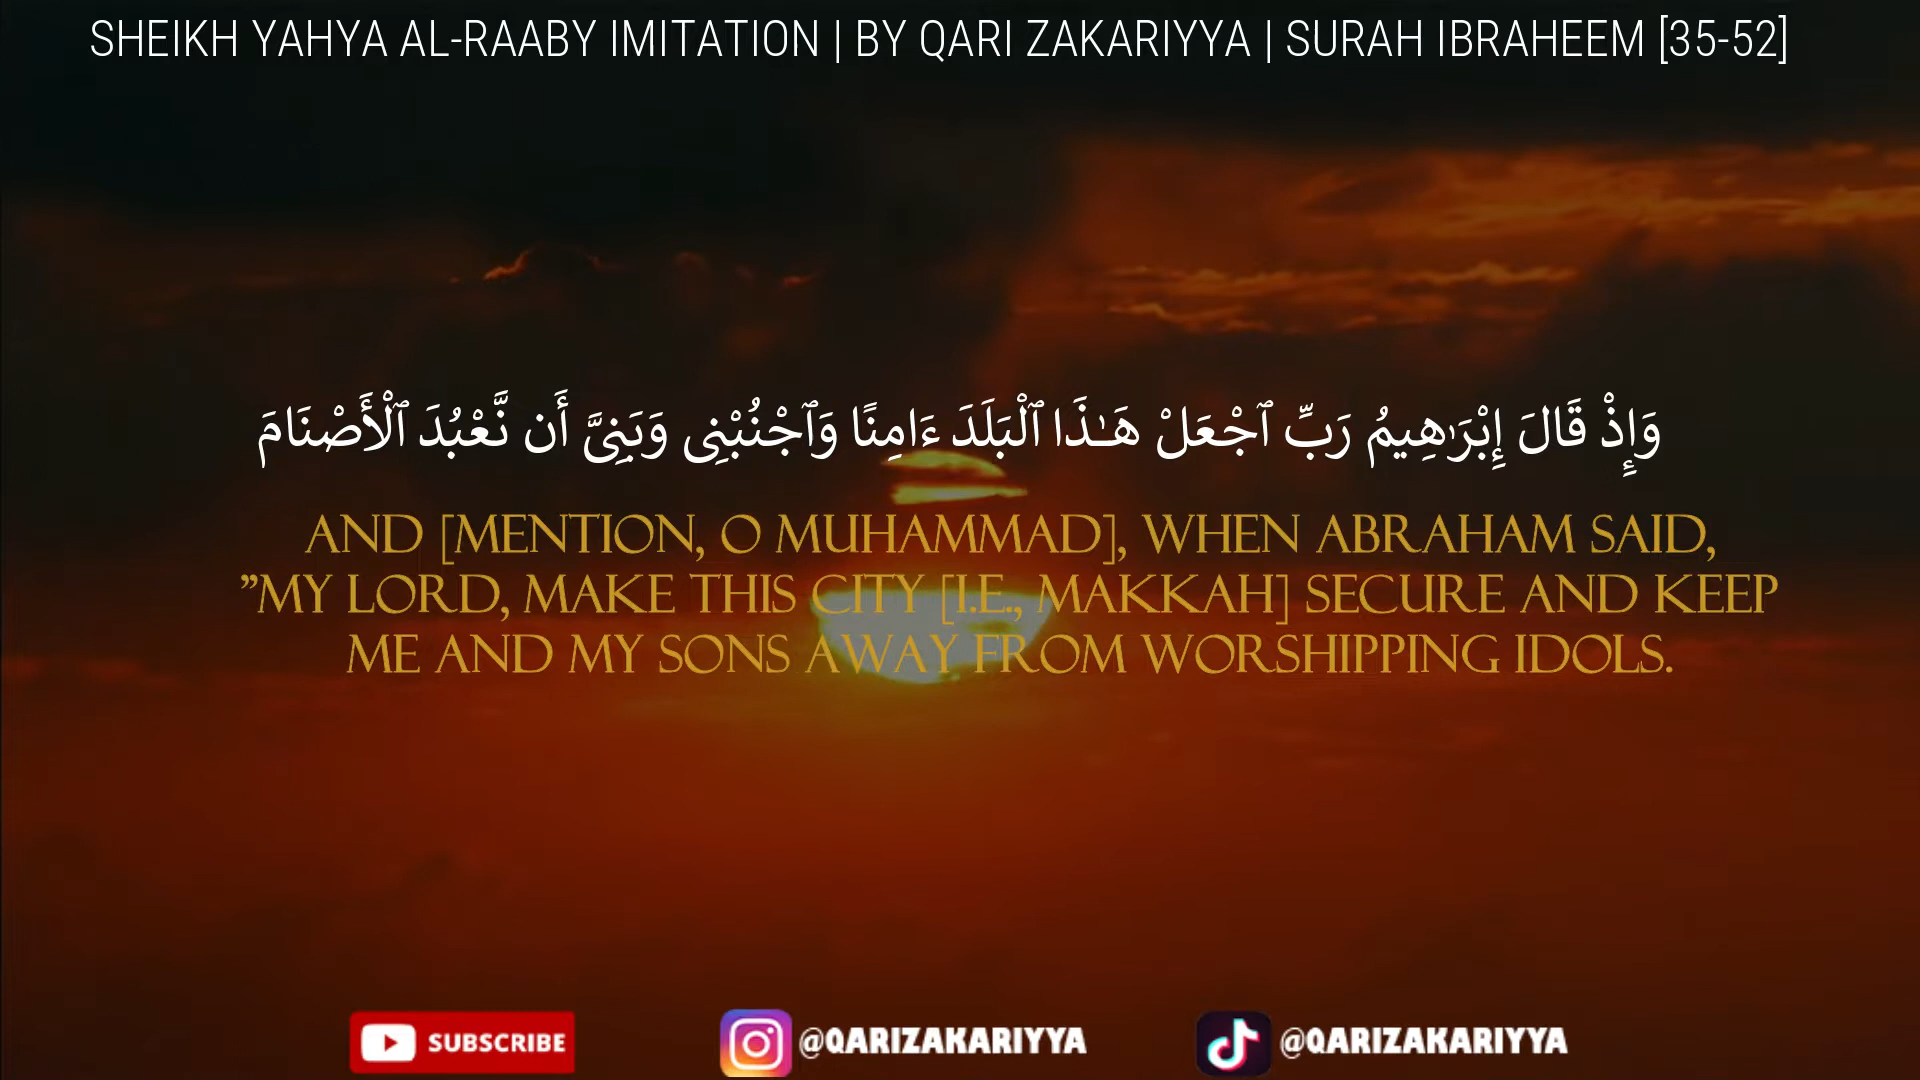 SHEIKH YAHYA AL-RAABY IMITATION | BY QARI ZAKARIYYA | SURAH IBRAHEEM [35-52]
وَإِذْ قَالَ إِبْرَٰهِيمُ رَبِّ ٱجْعَلْ هَـٰذَا ٱلْبَلَدَ ءَامِنًا وَٱجْنُبْنِى وَبَنِىَّ أَن نَّعْبُدَ ٱلْأَصْنَامَ
AND [MENTION, O MUHAMMAD], WHEN ABRAHAM SAID,
"MY LORD, MAKE THIS CITY [I.E., MAKKAH] SECURE AND KEEP
ME AND MY SONS AWAY FROM WORSHIPPING IDOLS.
SUBSCRIBE
@QARIZAKARIYYA
@QARIZAKARIYYA